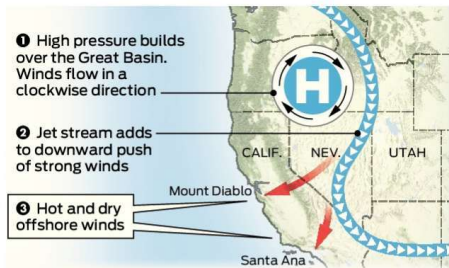 ❶ High pressure builds
over the Great Basin.
Winds flow in a
clockwise direction
H
❷ Jet stream adds
to downward push
of strong winds
CALIF. NEV. UTAH
Mount Diablo
❸ Hot and dry
offshore winds
Santa Ana